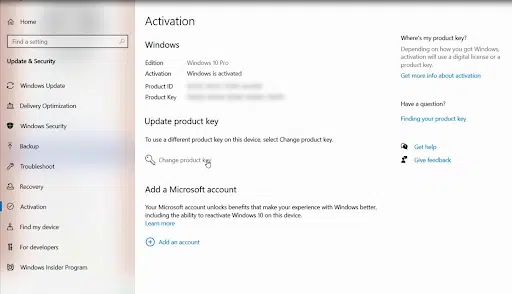 Home
Find a setting
Update & Security
Windows Update
Delivery Optimization
Windows Security
Backup
Troubleshoot
Recovery
Activation
Find my device
For developers
Windows Insider Program
Activation
Windows
Edition Windows 10 Pro
Activation Windows is activated
Product ID
Product Key
Update product key
To use a different product key on this device, select Change product key.
Change product key
Add a Microsoft account
Your Microsoft account unlocks benefits that make your experience with Windows better,
including the ability to reactivate Windows 10 on this device.
Learn more
Add an account
Where's my product key?
Depending on how you got Windows,
activation will use a digital license or a
product key.
Get more info about activation
Have a question?
Finding your product key
Get help
Give feedback